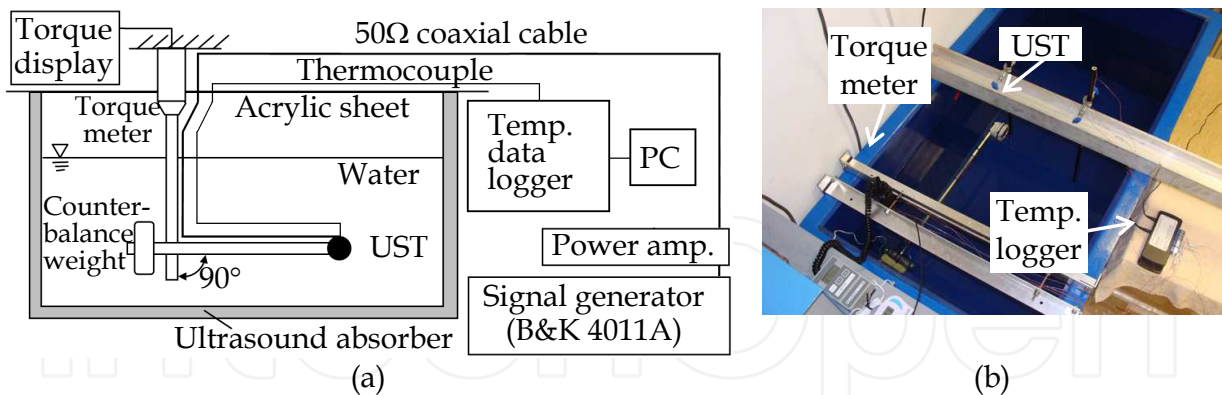 Torque
display
50Ω coaxial cable
Thermocouple
Torque
meter
Acrylic sheet
Temp.
data
logger
PC
Water
Counter-
balance
weight
UST
90°
Power amp.
Signal generator
(B&K 4011A)
Ultrasound absorber
(a)
Torque
meter
UST
Temp.
logger
(b)